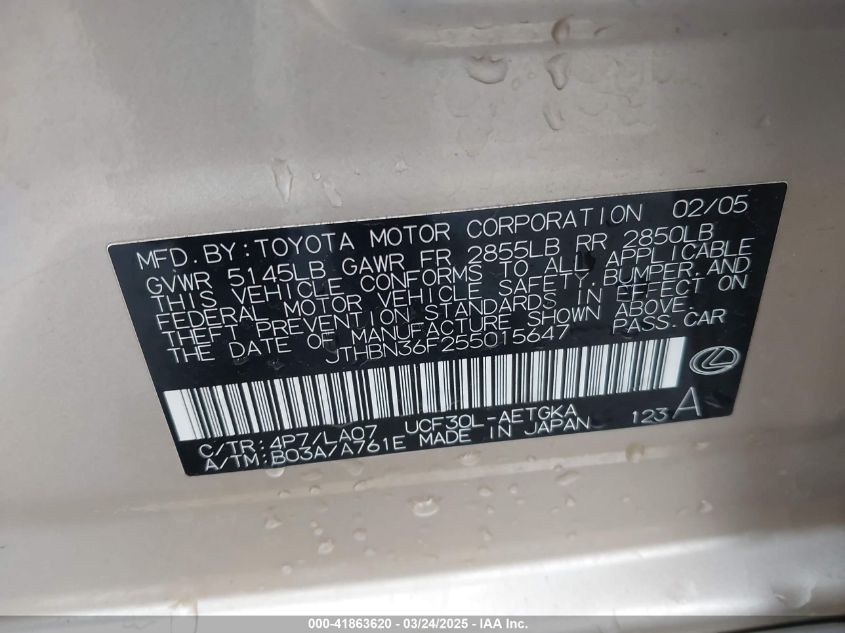 MFD. BY: TOYOTA MOTOR CORPORATION 02/05
GVWR 5145LB GAWR FR 2855LB RR 2850LB
THIS VEHICLE CONFORMS TO ALL APPLICABLE
FEDERAL MOTOR VEHICLE SAFETY, BUMPER, AND
THEFT PREVENTION STANDARDS IN EFFECT ON
THE DATE OF MANUFACTURE SHOWN ABOVE.
JTHBN36F255015647 PASS. CAR
C/TR: 4P7/LA07 UCF30L-AETGKA 123 A
A/TM: B03A/A761E MADE IN JAPAN
000-41863620 - 03/24/2025 - IAA Inc.